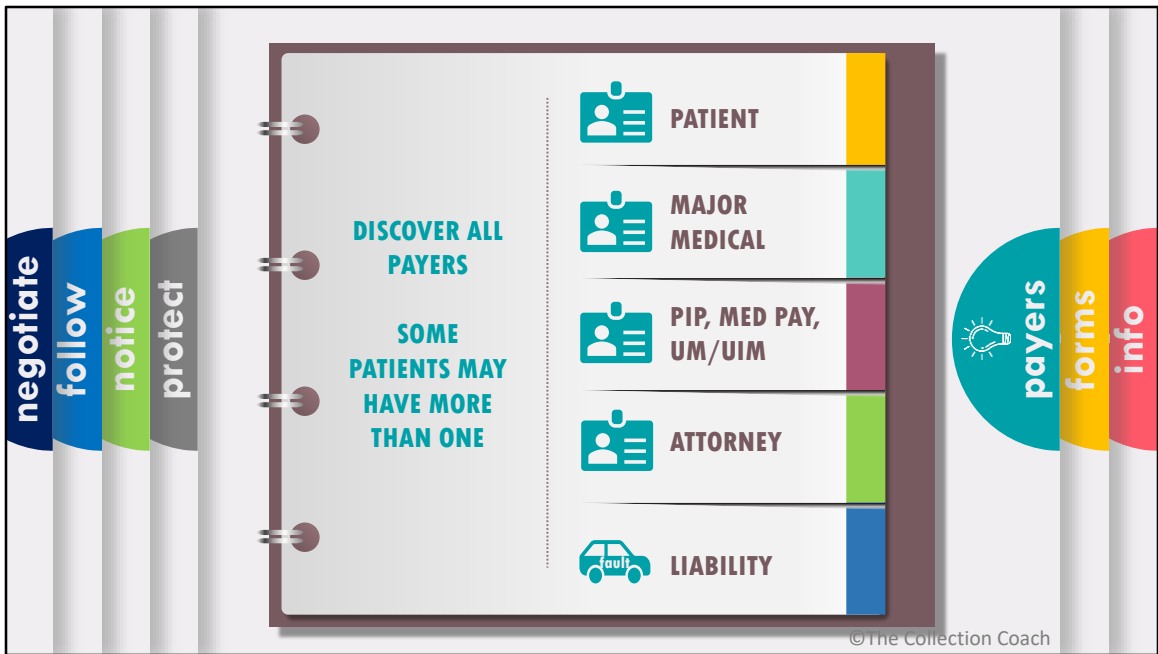 negotiate
follow
notice
protect
DISCOVER ALL
PAYERS
SOME
PATIENTS MAY
HAVE MORE
THAN ONE
PATIENT
MAJOR
MEDICAL
PIP, MED PAY,
UM/UIM
ATTORNEY
fault
LIABILITY
payers
forms
info
©The Collection Coach